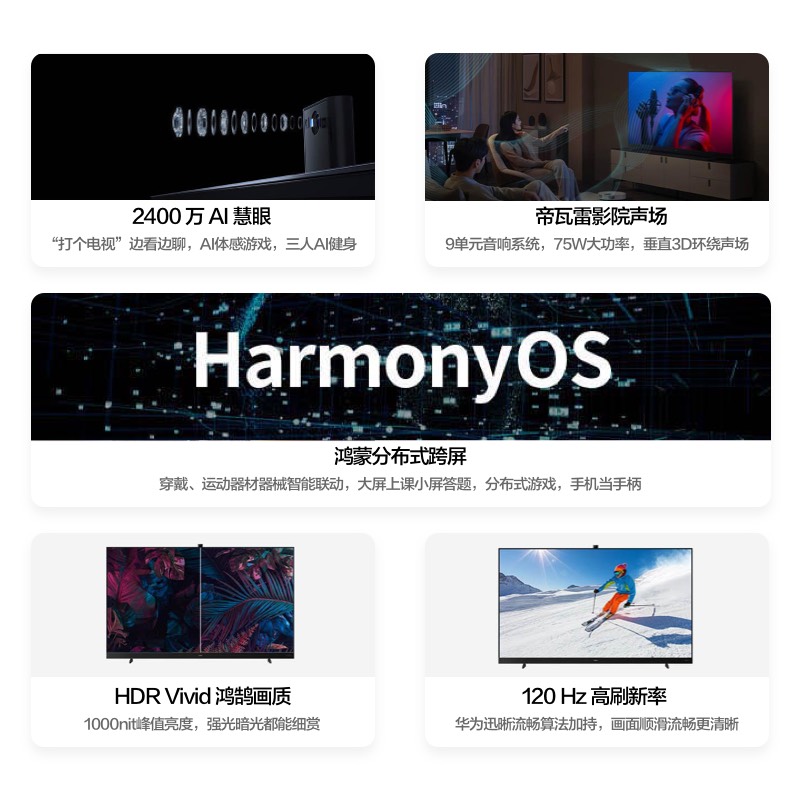 2400 万 AI 慧眼
“打个电视”边看边聊，AI体感游戏，三人AI健身
帝瓦雷影院声场
9单元音响系统，75W大功率，垂直3D环绕声场
HarmonyOS
鸿蒙分布式跨屏
穿戴、运动器材器械智能联动，大屏上课小屏答题，分布式游戏，手机当手柄
HDR Vivid 鸿鹄画质
1000nit峰值亮度，强光暗光都能细赏
120 Hz 高刷新率
华为迅晰流畅算法加持，画面顺滑流畅更清晰